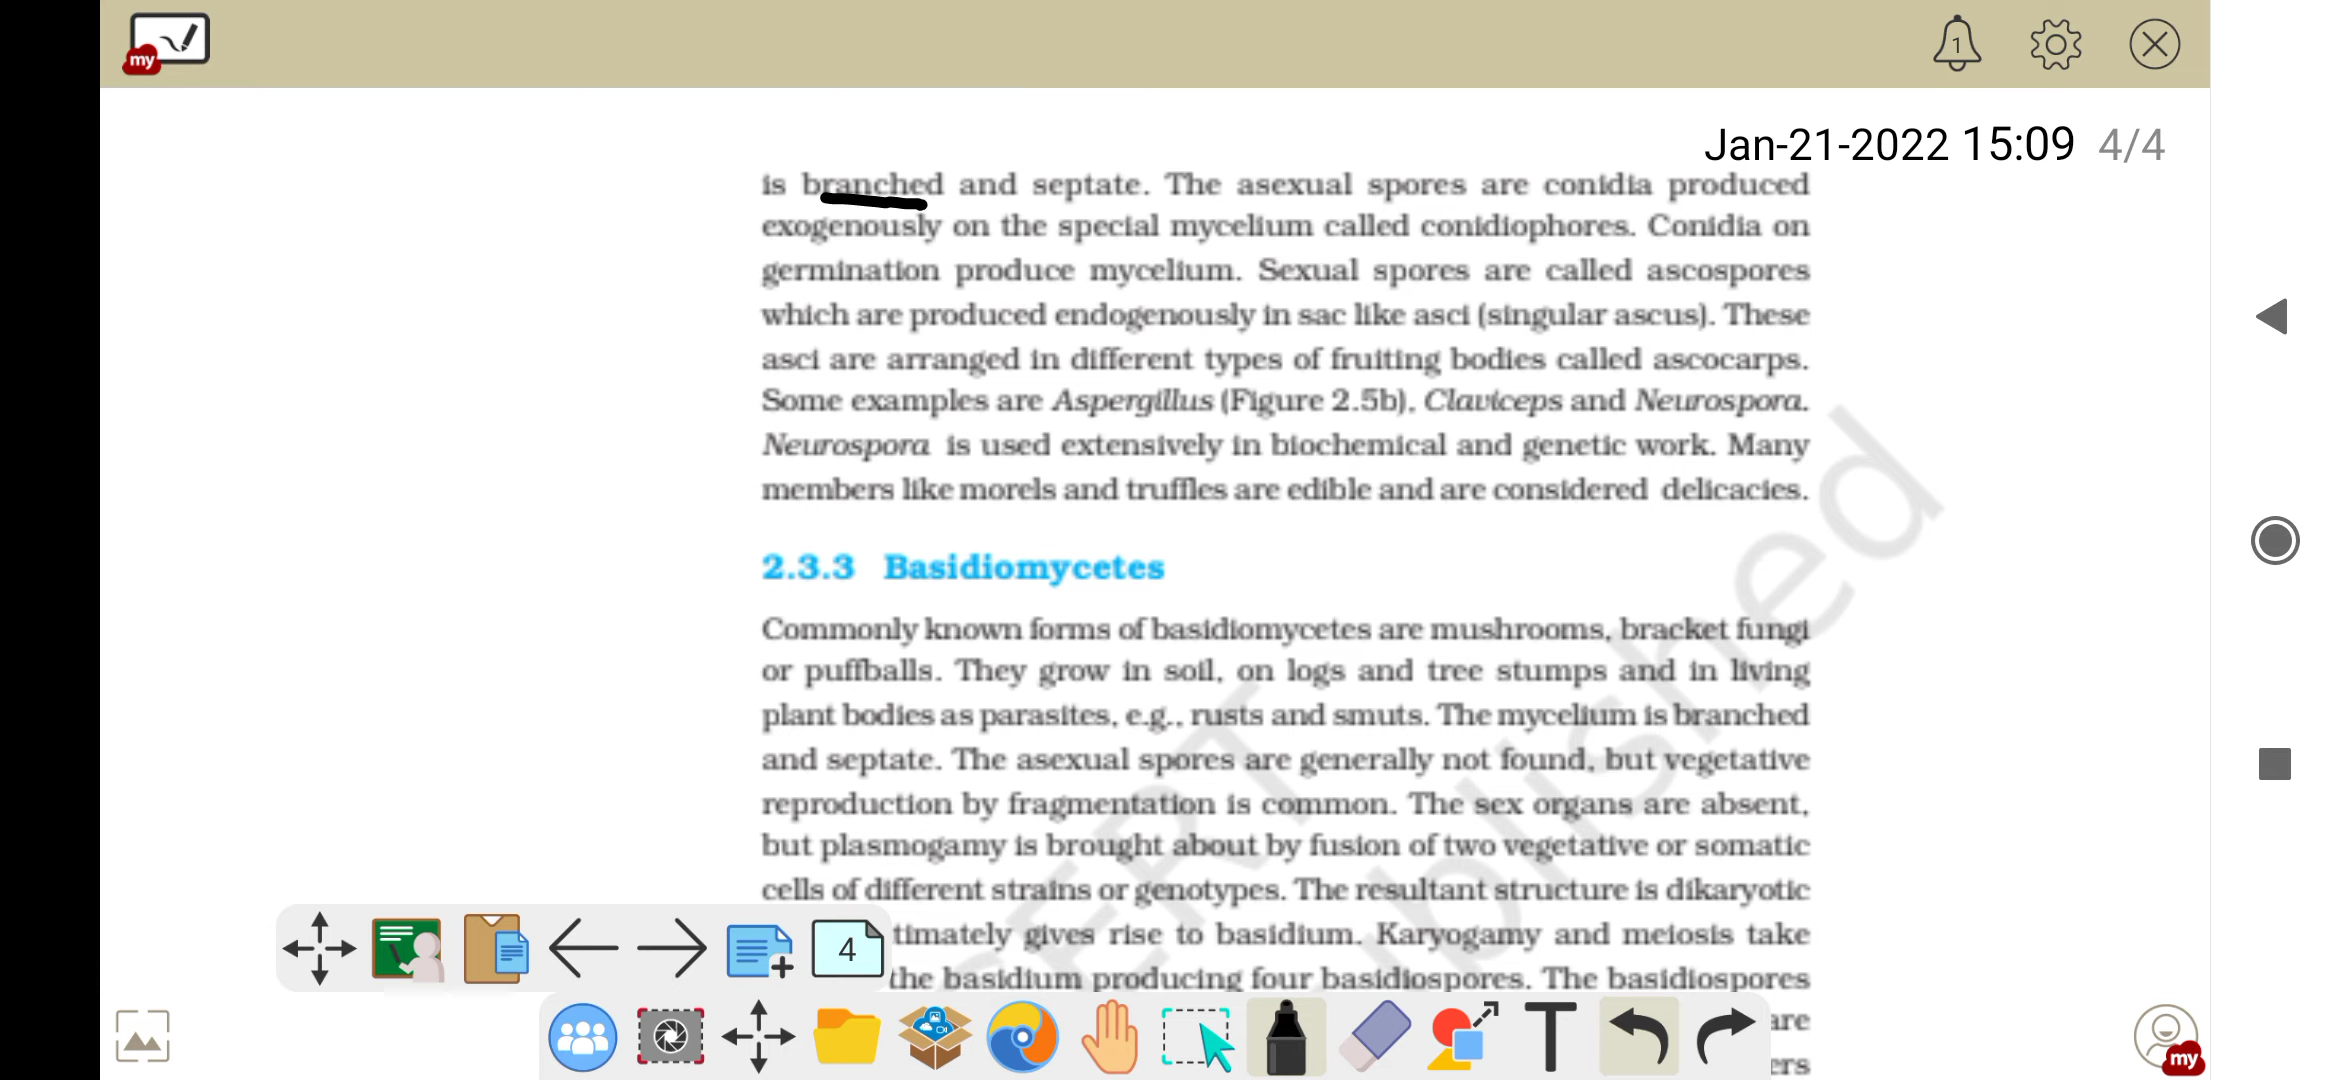 my
1
Jan-21-2022 15:09 4/4
is branched and septate. The asexual spores are conidia produced
exogenously on the special mycelium called conidiophores. Conidia on
germination produce mycelium. Sexual spores are called ascospores
which are produced endogenously in sac like asci (singular ascus). These
asci are arranged in different types of fruiting bodies called ascocarps.
Some examples are Aspergillus (Figure 2.5b), Claviceps and Neurospora.
Neurospora is used extensively in biochemical and genetic work. Many
members like morels and truffles are edible and are considered delicacies.
2.3.3 Basidiomycetes
Commonly known forms of basidiomycetes are mushrooms, bracket fungi
or puffballs. They grow in soil, on logs and tree stumps and in living
plant bodies as parasites, e.g., rusts and smuts. The mycelium is branched
and septate. The asexual spores are generally not found, but vegetative
reproduction by fragmentation is common. The sex organs are absent,
but plasmogamy is brought about by fusion of two vegetative or somatic
cells of different strains or genotypes. The resultant structure is dikaryotic
timately gives rise to basidium. Karyogamy and meiosis take
the basidium producing four basidiospores. The basidiospores
are
ers
4
T
my